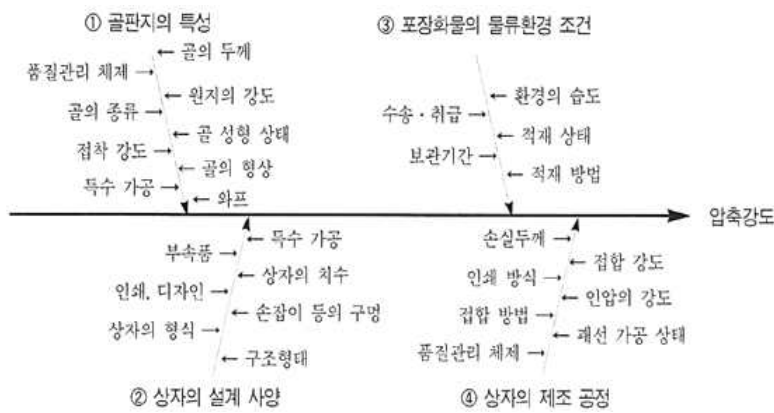 ① 골판지의 특성
← 골의 두께
품질관리 체제 →
← 원지의 강도
골의 종류 →
← 골 성형 상태
접착 강도 →
← 골의 형상
특수 가공 →
← 와프
③ 포장화물의 물류환경 조건
← 환경의 습도
수송 · 취급 →
← 적재 상태
보관기간 →
← 적재 방법
압축강도
← 특수 가공
부속품 →
← 상자의 치수
인쇄, 디자인 →
← 손잡이 등의 구멍
상자의 형식 →
← 구조형태
② 상자의 설계 사양
손실두께 →
← 접합 강도
인쇄 방식 →
← 인압의 강도
접합 방법 →
← 괘선 가공 상태
품질관리 체제 →
④ 상자의 제조 공정